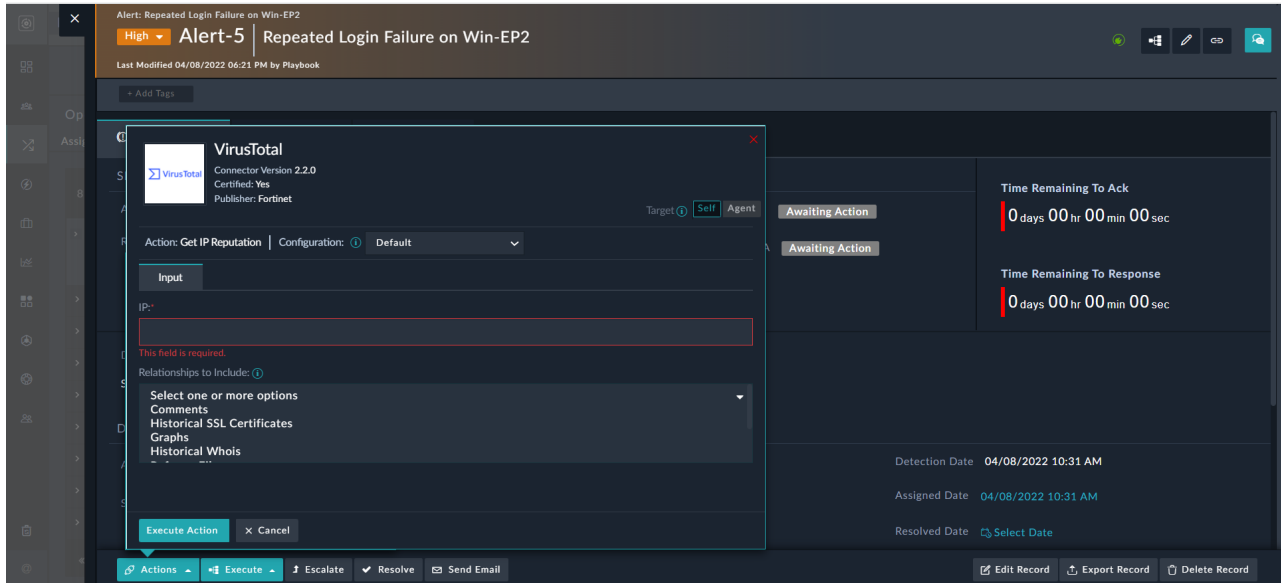 Alert: Repeated Login Failure on Win-EP2
High Alert-5 Repeated Login Failure on Win-EP2
Last Modified 04/08/2022 06:21 PM by Playbook
+ Add Tags
Op
Assi
VirusTotal
VirusTotal
Connector Version 2.2.0
Certified: Yes
Publisher: Fortinet
Target Self Agent
Awaiting Action
Awaiting Action
Time Remaining To Ack
0 days 00 hr 00 min 00 sec
Time Remaining To Response
0 days 00 hr 00 min 00 sec
Action: Get IP Reputation Configuration: Default
Input
IP:*
This field is required.
Relationships to Include:
Select one or more options
Comments
Historical SSL Certificates
Graphs
Historical Whois
Execute Action × Cancel
Detection Date 04/08/2022 10:31 AM
Assigned Date 04/08/2022 10:31 AM
Resolved Date Select Date
Actions Execute Escalate Resolve Send Email Edit Record Export Record Delete Record